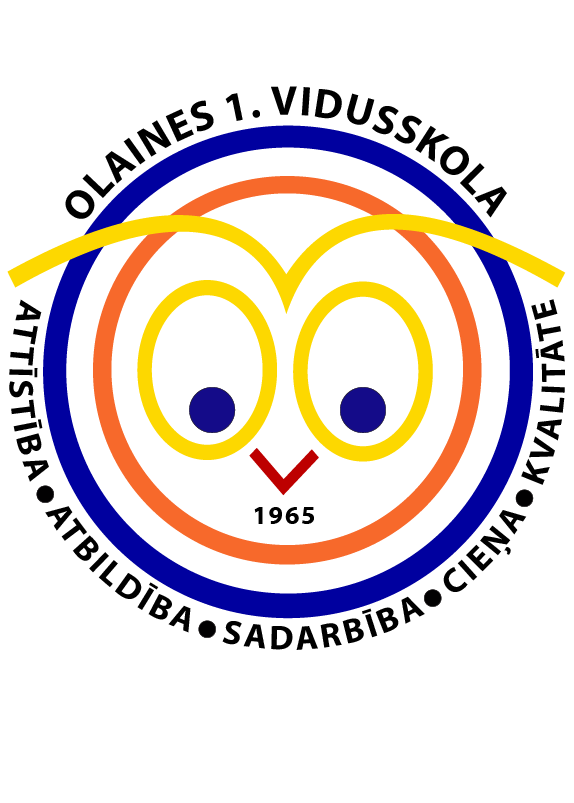 OLAINES 1. VIDUSSKOLA
1965
ATTĪSTĪBA • ATBILDĪBA • SADARBĪBA • CIEŅA • KVALITĀTE